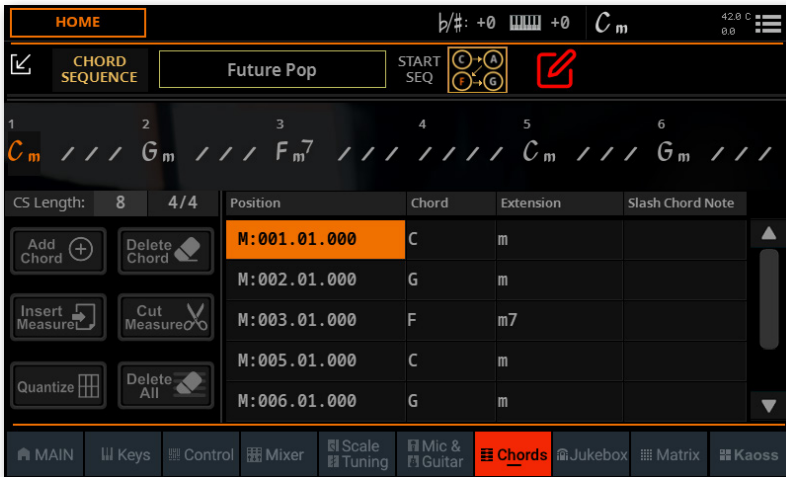 HOME
♭/#: +0 +0 Cm
42.0 C
0.0
CHORD
SEQUENCE
Future Pop
START
SEQ
C A
F G
1 2 3 4 5 6
Cm / / / Gm / / / Fm7 / / / / / / / Cm / / / Gm / / /
CS Length: 8 4/4
Position Chord Extension Slash Chord Note
Add
Chord
Delete
Chord
M:001.01.000 C m
M:002.01.000 G m
Insert
Measure
Cut
Measure
M:003.01.000 F m7
M:005.01.000 C m
Quantize
Delete
All
M:006.01.000 G m
MAIN
Keys
Control
Mixer
Scale
Tuning
Mic &
Guitar
Chords
Jukebox
Matrix
Kaoss